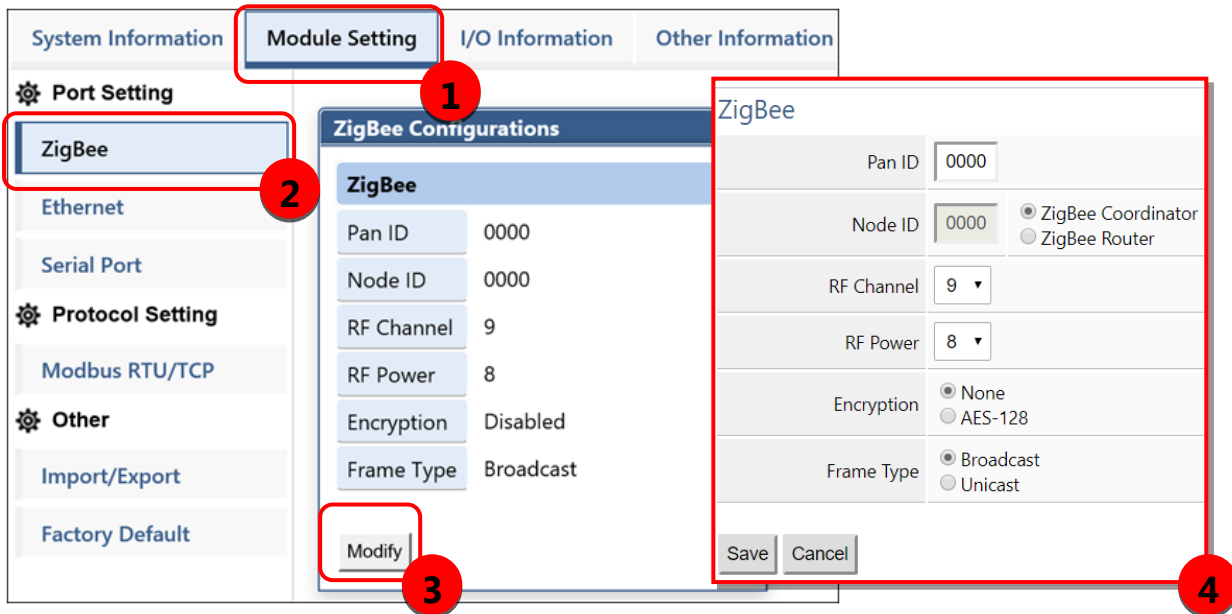 System Information Module Setting I/O Information Other Information
1
Port Setting
ZigBee
2
Ethernet
Serial Port
Protocol Setting
Modbus RTU/TCP
Other
Import/Export
Factory Default
ZigBee Configurations
ZigBee
Pan ID 0000
Node ID 0000
RF Channel 9
RF Power 8
Encryption Disabled
Frame Type Broadcast
Modify
3
ZigBee
Pan ID 0000
Node ID 0000 ZigBee Coordinator
ZigBee Router
RF Channel 9
RF Power 8
Encryption None
AES-128
Frame Type Broadcast
Unicast
Save Cancel
4